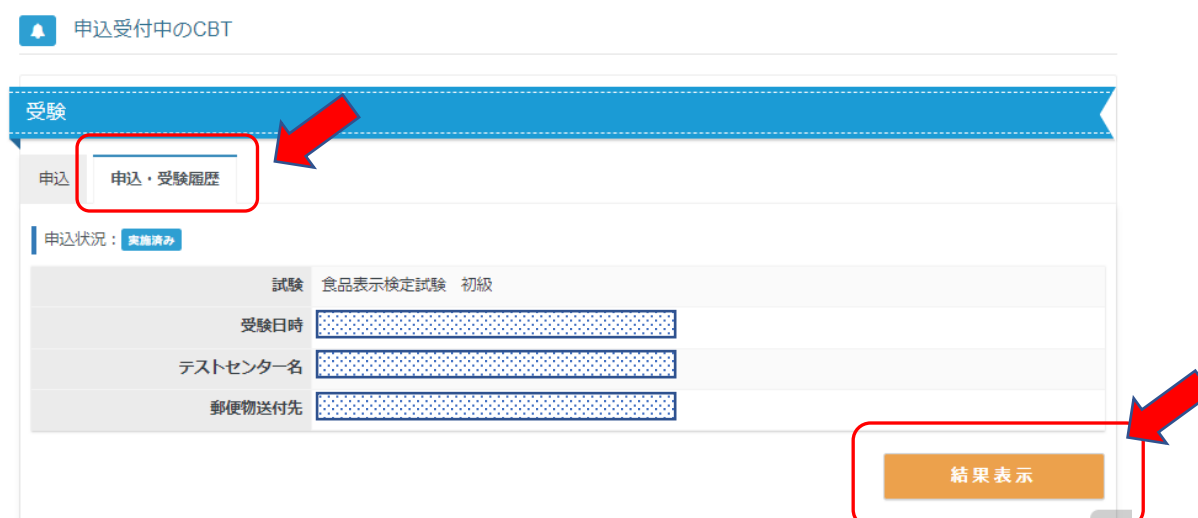 申込受付中のCBT
受験
申込 申込・受験履歴
申込状況： 実施済み
試験 食品表示検定試験 初級
受験日時
テストセンター名
郵便物送付先
結果表示